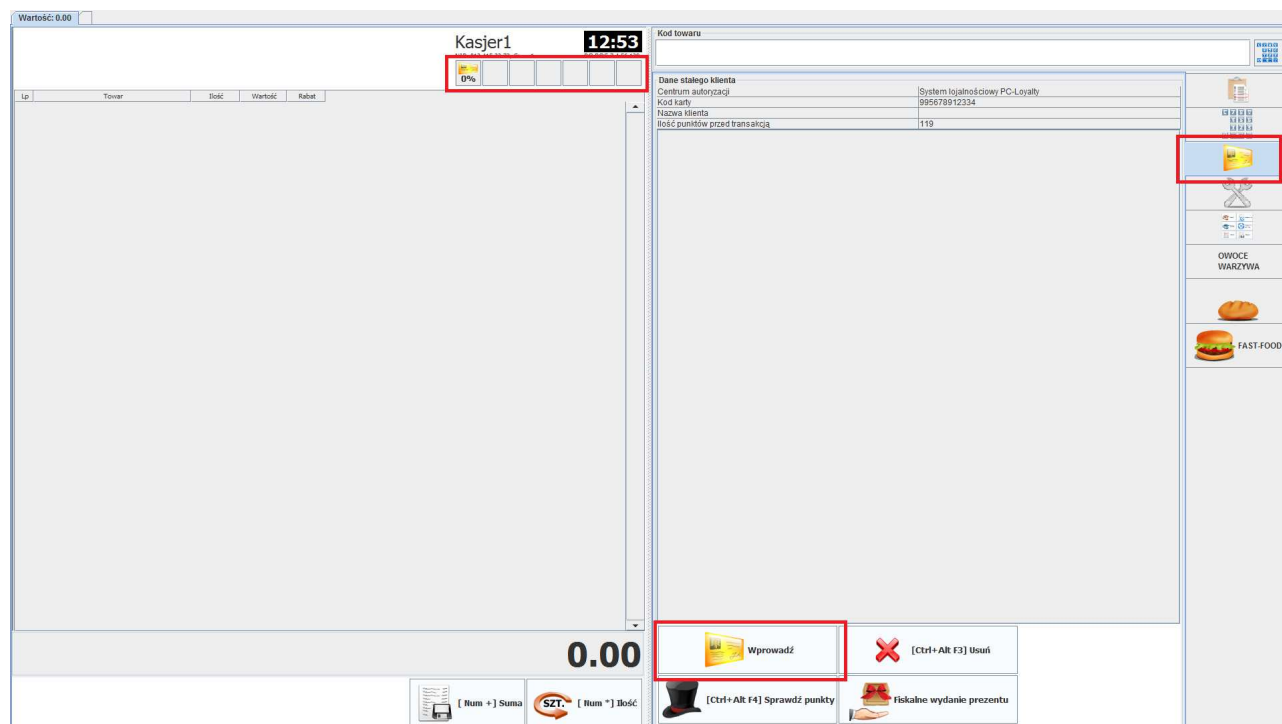 Wartość: 0.00
Kasjer1
12:53
0%
Lp Towar Ilość Wartość Rabat
0.00
[ Num +] Suma
SZT.
[ Num *] Ilość
Kod towaru
Dane stałego klienta
Centrum autoryzacji System lojalnościowy PC-Loyalty
Kod karty 995678912334
Nazwa klienta
Ilość punktów przed transakcją 119
Wprowadź
[Ctrl+Alt F3] Usuń
[Ctrl+Alt F4] Sprawdź punkty
Fiskalne wydanie prezentu
OWOCE
WARZYWA
FAST-FOOD